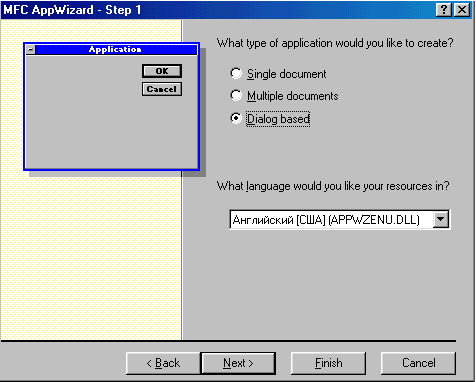 MFC AppWizard - Step 1
Application
OK
Cancel
What type of application would you like to create?
Single document
Multiple documents
Dialog based
What language would you like your resources in?
Английский [США] (APPWZENU.DLL)
< Back
Next >
Finish
Cancel